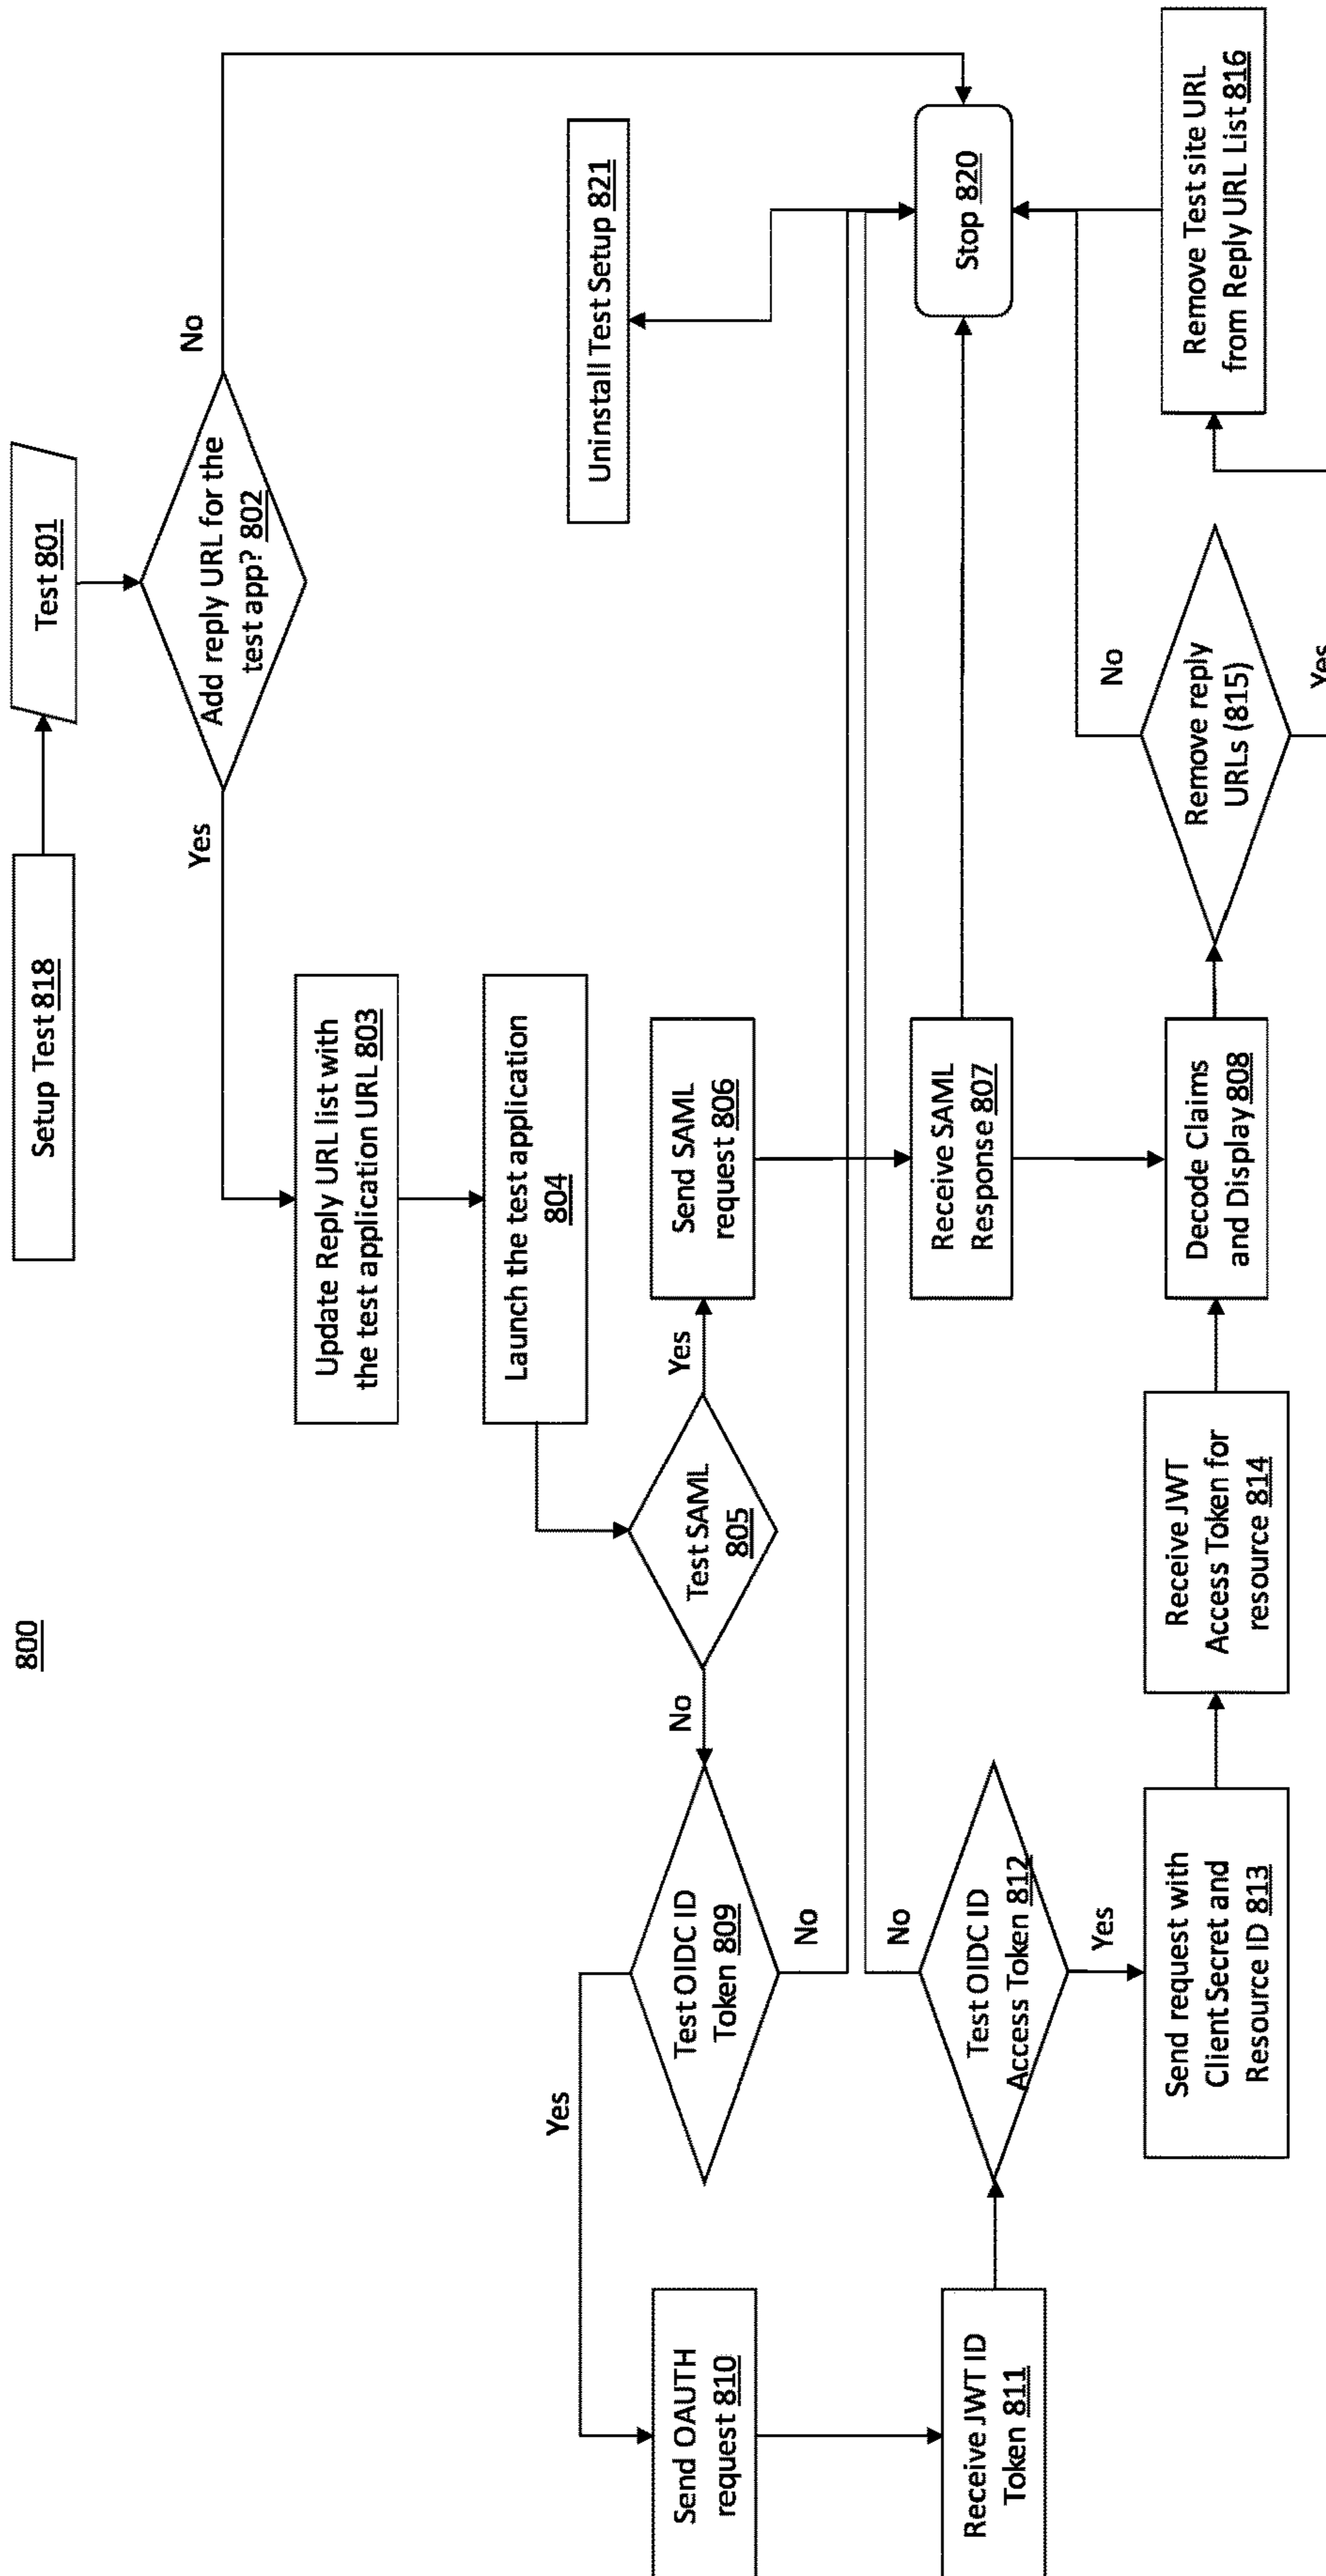 800
Setup Test 818
Test 801
Add reply URL for the
test app? 802
Yes
No
Update Reply URL list with
the test application URL 803
Launch the test application
804
Test SAML
805
Yes
No
Send SAML
request 806
Receive SAML
Response 807
Decode Claims
and Display 808
Test OIDC ID
Token 809
Yes
No
Send OAUTH
request 810
Receive JWT ID
Token 811
Test OIDC ID
Access Token 812
No
Yes
Send request with
Client Secret and
Resource ID 813
Receive JWT
Access Token for
resource 814
Remove reply
URLs (815)
No
Yes
Remove Test site URL
from Reply URL List 816
Stop 820
Uninstall Test Setup 821